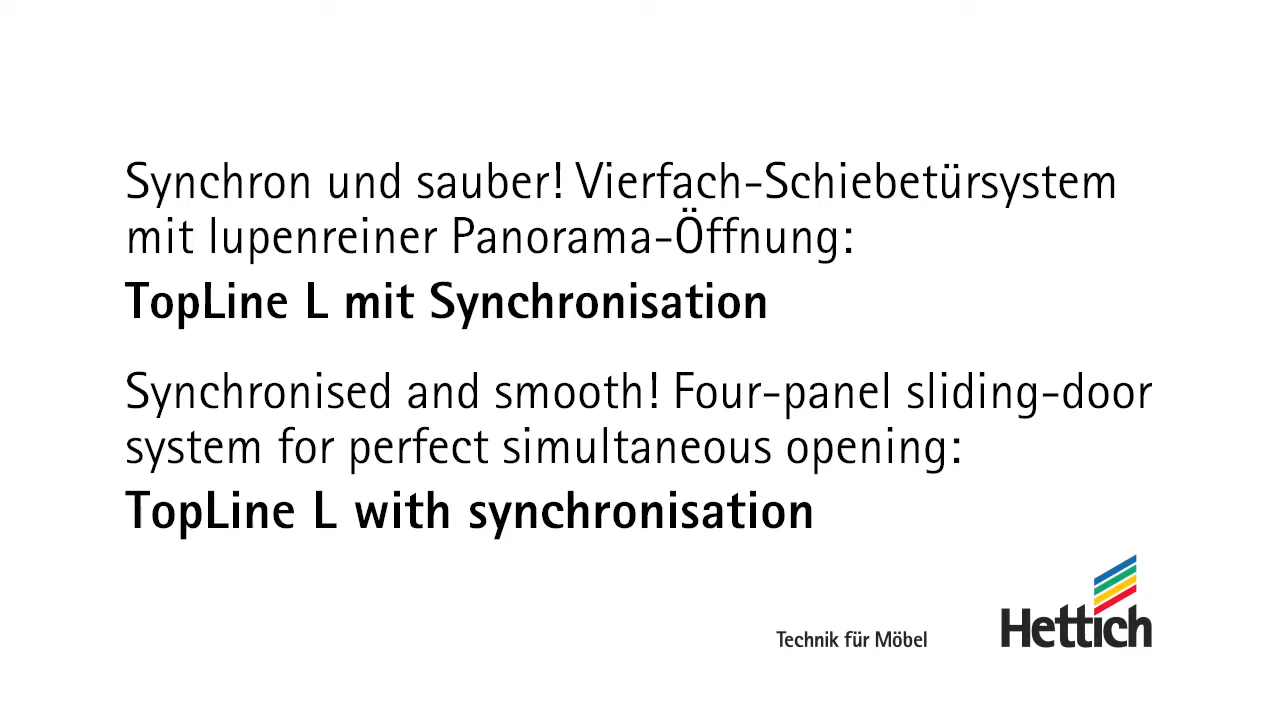 Synchron und sauber! Vierfach-Schiebetürsystem
mit lupenreiner Panorama-Öffnung:
TopLine L mit Synchronisation
Synchronised and smooth! Four-panel sliding-door
system for perfect simultaneous opening:
TopLine L with synchronisation
Technik für Möbel
Hettich